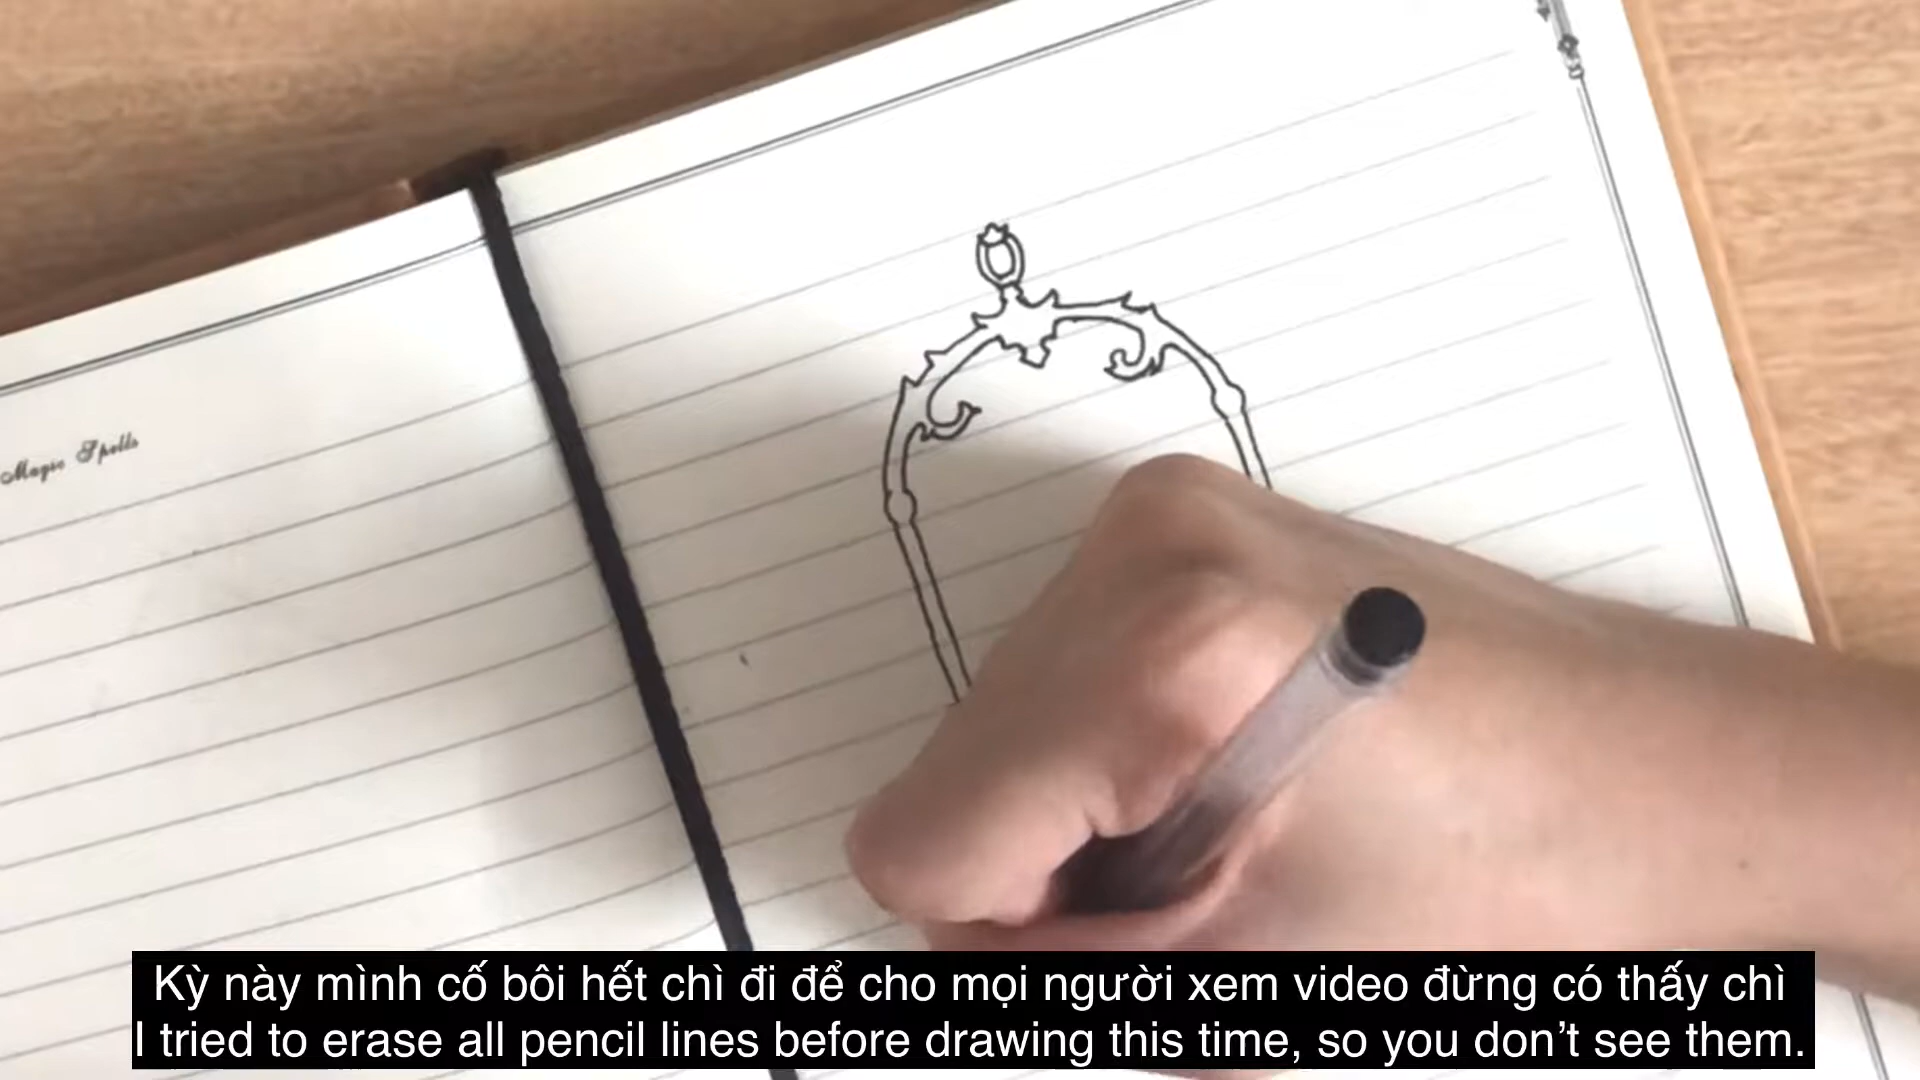 Magic Spells
Kỳ này mình cố bôi hết chì đi để cho mọi người xem video đừng có thấy chì
I tried to erase all pencil lines before drawing this time, so you don’t see them.